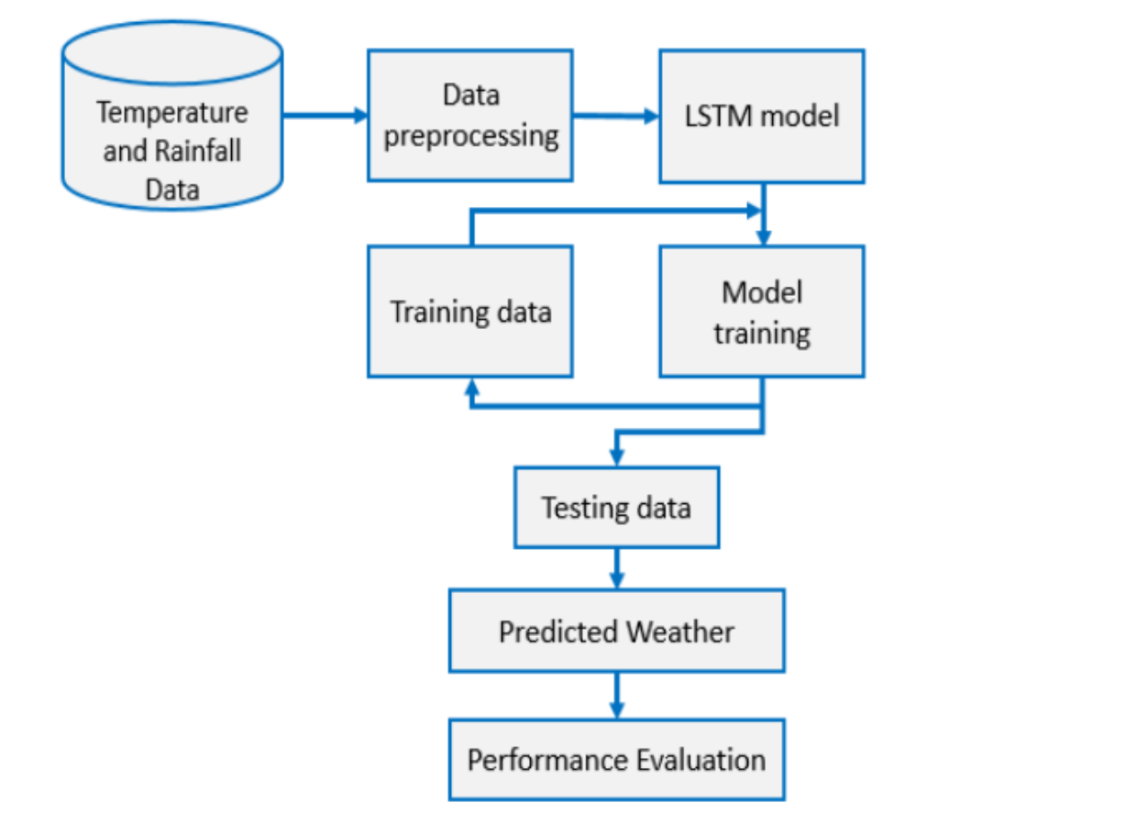 Temperature
and Rainfall
Data
Data
preprocessing
LSTM model
Training data
Model
training
Testing data
Predicted Weather
Performance Evaluation